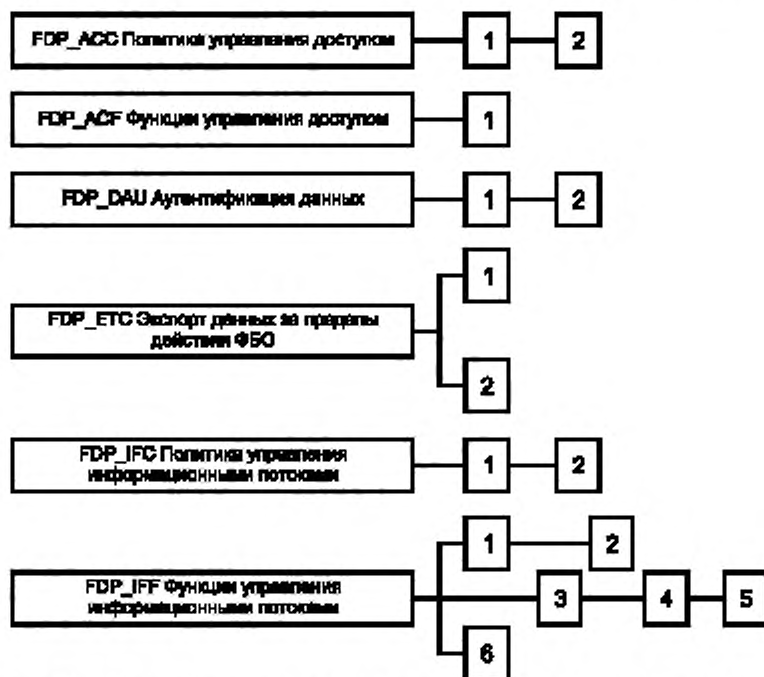 FDP_ACC Политика управления доступом 1 2
FDP_ACF Функции управления доступом 1
FDP_DAU Аутентификация данных 1 2
1
FDP_ETC Экспорт данных за пределы
действия ФБО
2
FDP_IFC Политика управления
информационными потоками
1 2
1 2
FDP_IFF Функции управления
информационными потоками
3 4 5
6